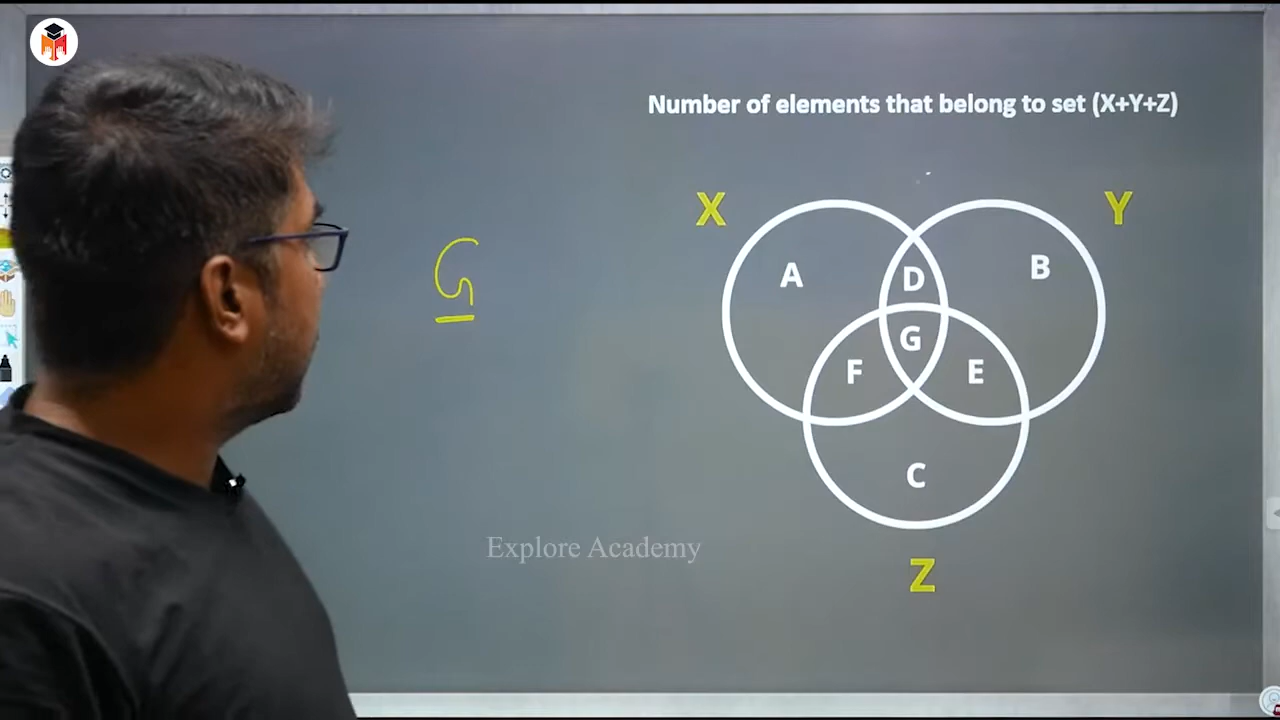 Number of elements that belong to set (X+Y+Z)
X
Y
A
D
B
G
G
F
E
C
Explore Academy
Z